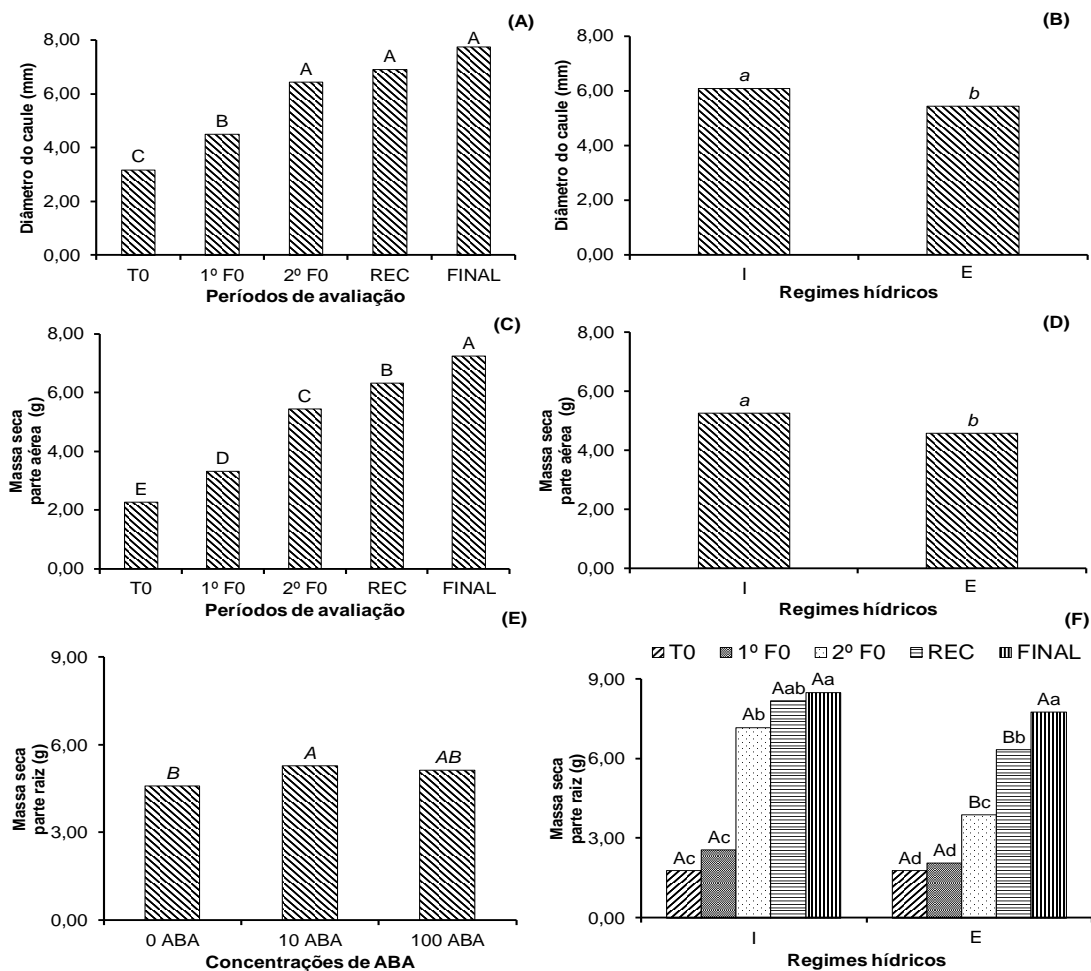 (A)
Diâmetro do caule (mm)
8,00
6,00
4,00
2,00
0,00
C
B
A
A
A
T0 1º F0 2º F0 REC FINAL
Períodos de avaliação
(B)
Diâmetro do caule (mm)
8,00
6,00
4,00
2,00
0,00
a
b
I E
Regimes hídricos
(C)
Massa seca
parte aérea (g)
8,00
6,00
4,00
2,00
0,00
E
D
C
B
A
T0 1º F0 2º F0 REC FINAL
Períodos de avaliação
(D)
Massa seca
parte aérea (g)
8,00
6,00
4,00
2,00
0,00
a
b
I E
Regimes hídricos
(E)
Massa seca
parte raiz (g)
9,00
6,00
3,00
0,00
B
A
AB
0 ABA 10 ABA 100 ABA
Concentrações de ABA
(F)
T0 1º F0 2º F0 REC FINAL
Massa seca
parte raiz (g)
9,00
6,00
3,00
0,00
Ac
Ac
Ab
Aab
Aa
Ad
Ad
Bc
Bb
Aa
I E
Regimes hídricos